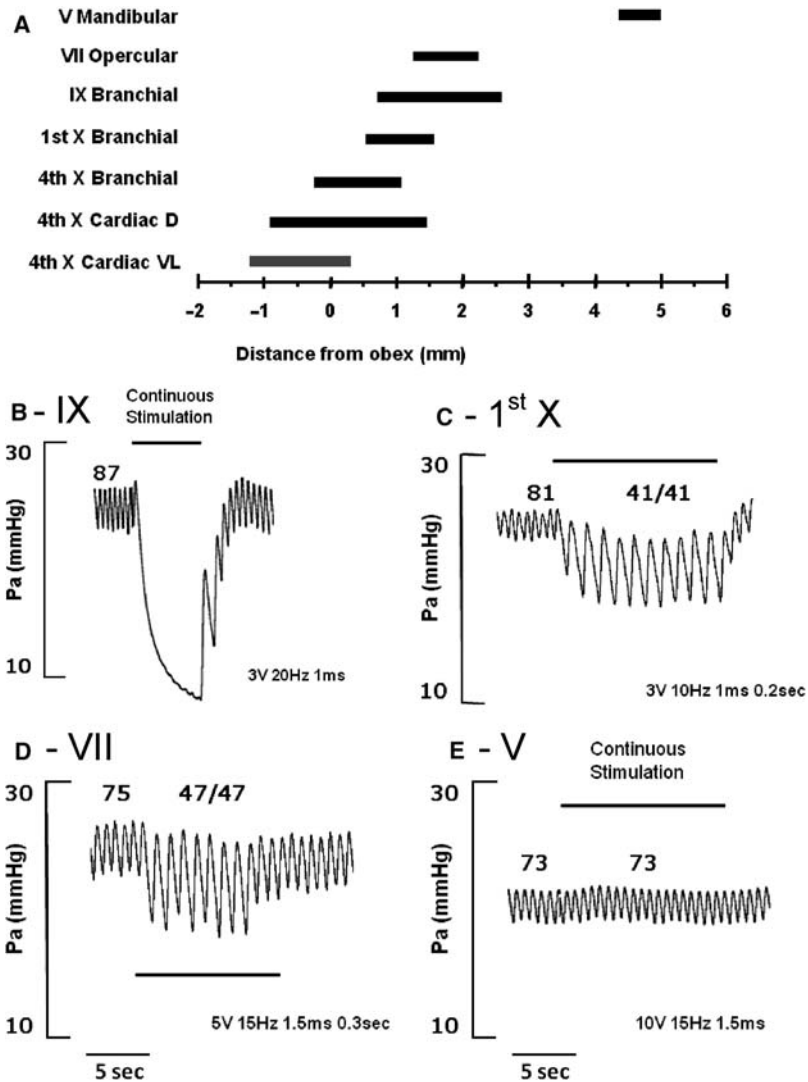 A
V Mandibular
VII Opercular
IX Branchial
1st X Branchial
4th X Branchial
4th X Cardiac D
4th X Cardiac VL
−2 −1 0 1 2 3 4 5 6
Distance from obex (mm)
B - IX
Continuous
Stimulation
30
87
Pa (mmHg)
10
3V 20Hz 1ms
C - 1st X
30
81 41/41
Pa (mmHg)
10
3V 10Hz 1ms 0.2sec
D - VII
30
75 47/47
Pa (mmHg)
10
5V 15Hz 1.5ms 0.3sec
5 sec
E - V
Continuous
Stimulation
30
73 73
Pa (mmHg)
10
10V 15Hz 1.5ms
5 sec